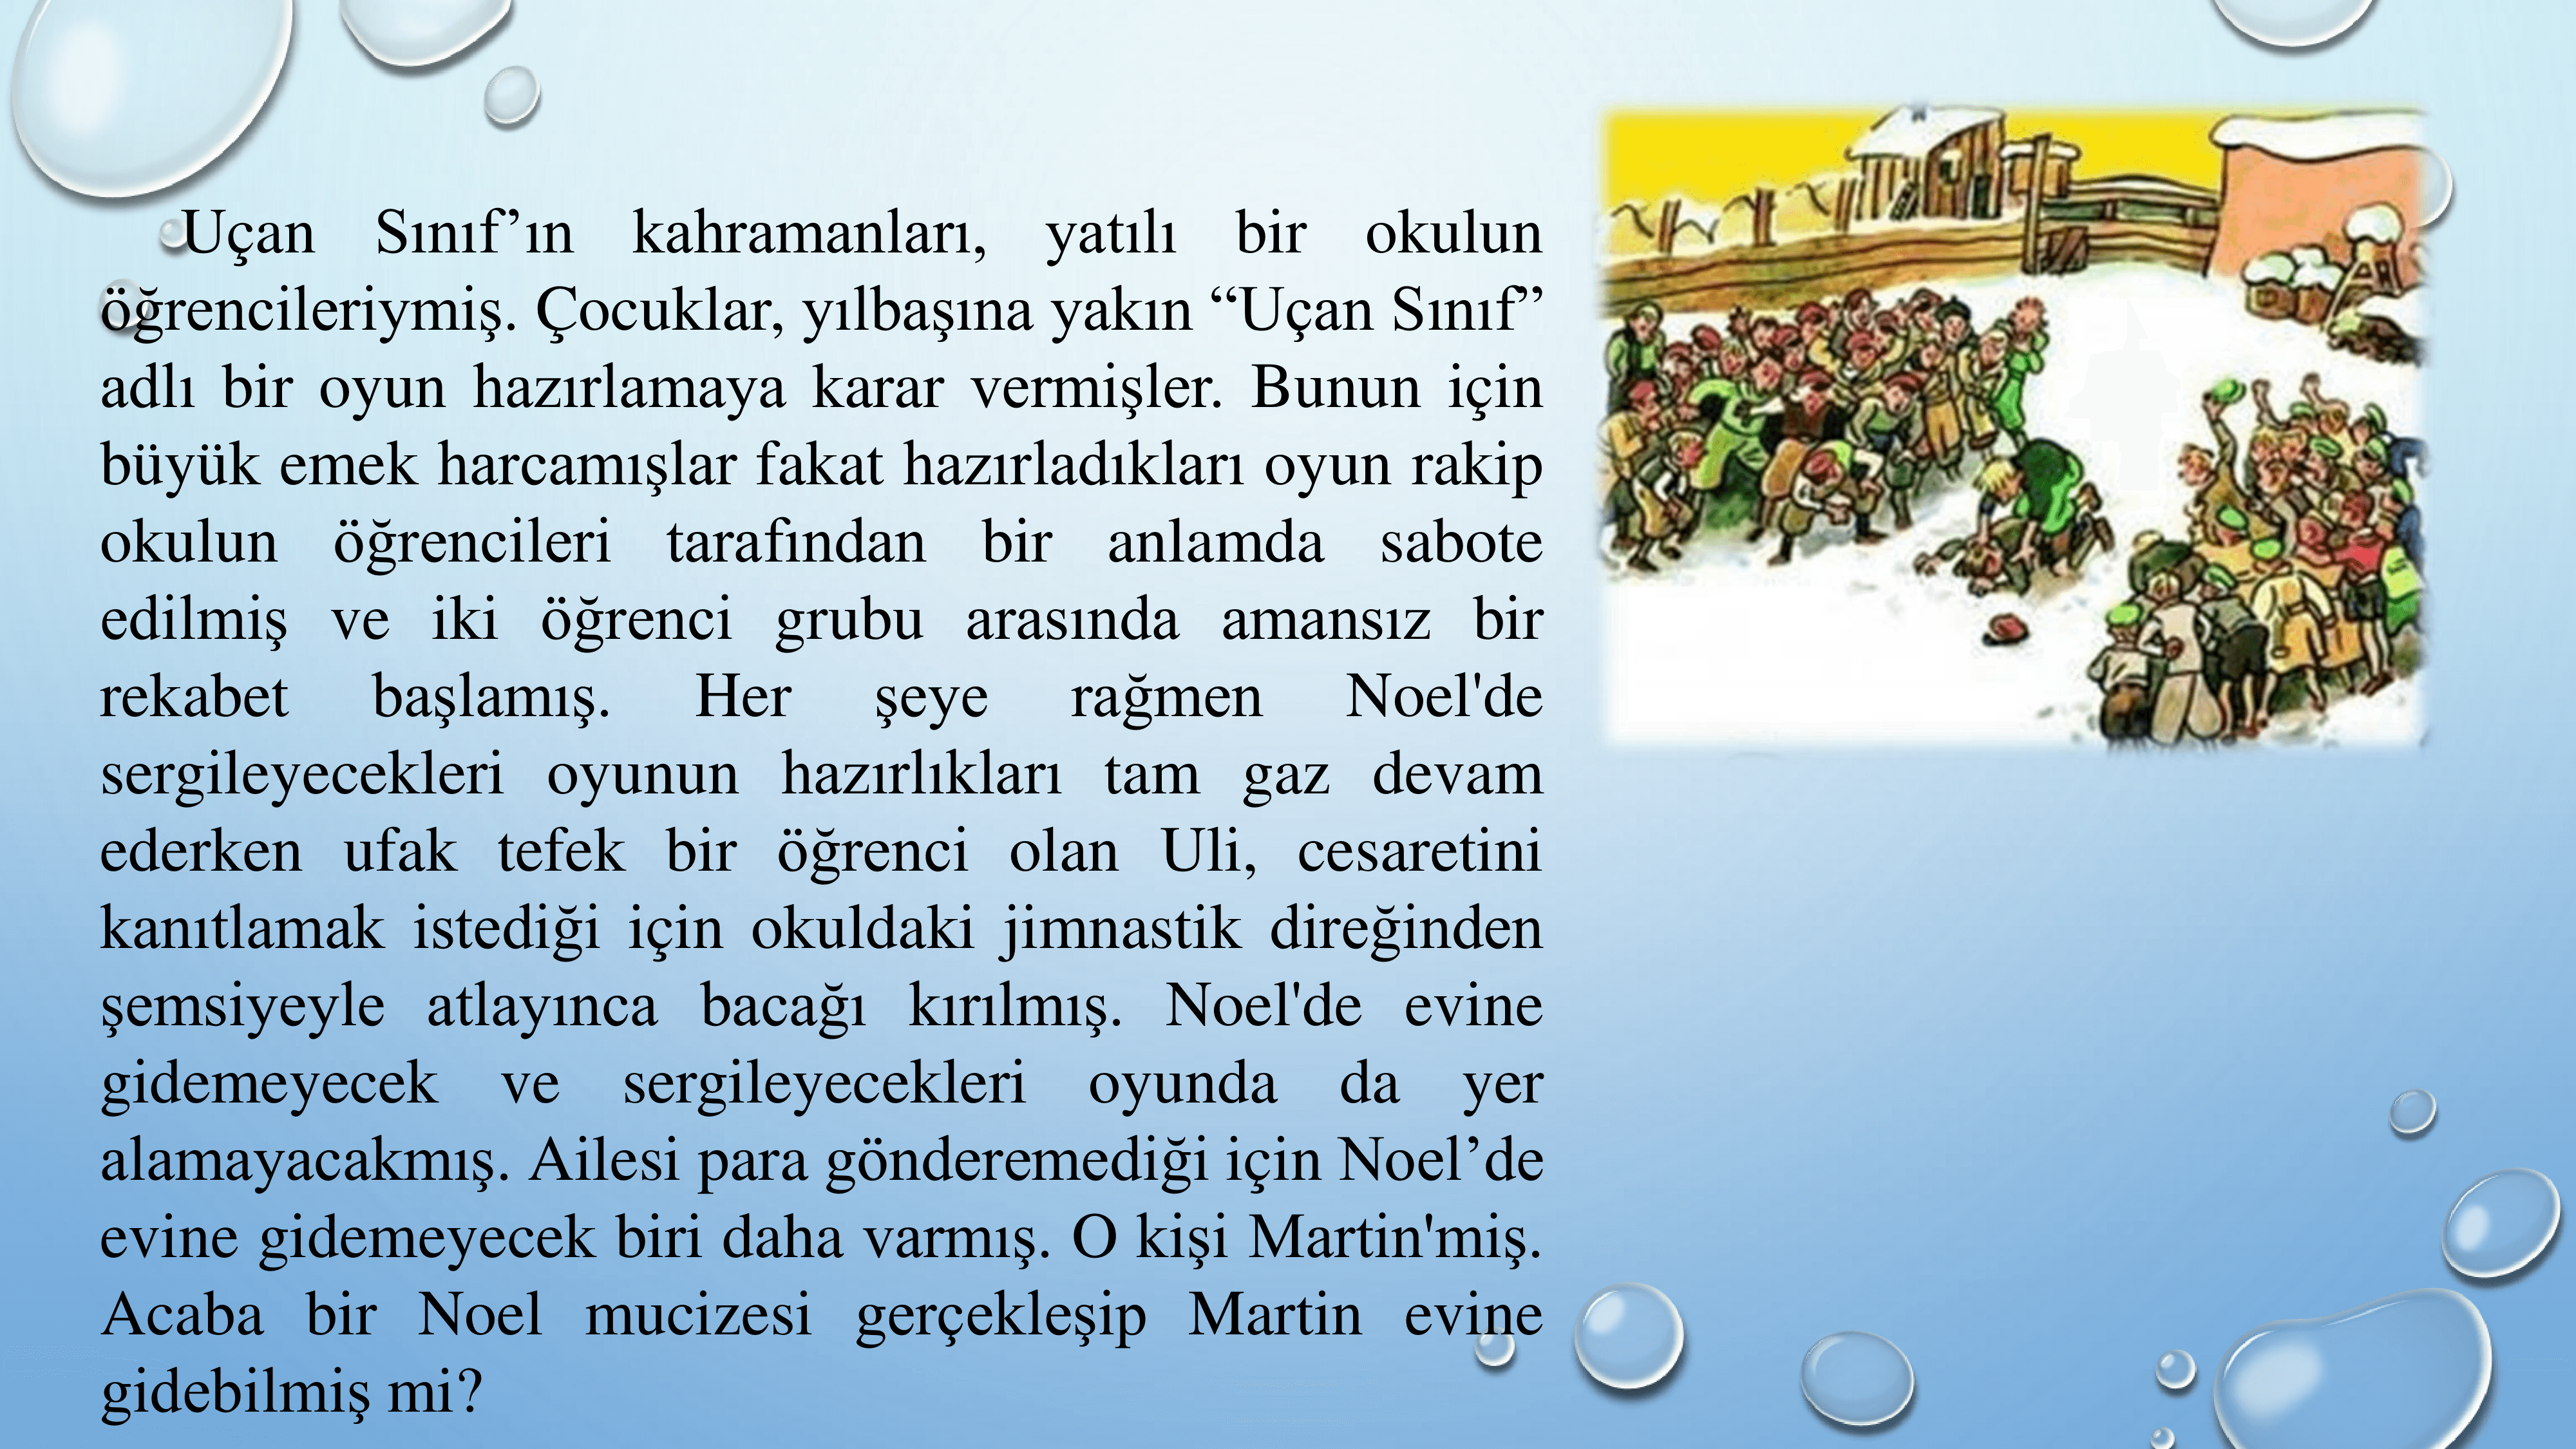 Uçan Sınıf’ın kahramanları, yatılı bir okulun
öğrencileriymiş. Çocuklar, yılbaşına yakın “Uçan Sınıf”
adlı bir oyun hazırlamaya karar vermişler. Bunun için
büyük emek harcamışlar fakat hazırladıkları oyun rakip
okulun öğrencileri tarafından bir anlamda sabote
edilmiş ve iki öğrenci grubu arasında amansız bir
rekabet başlamış. Her şeye rağmen Noel'de
sergileyecekleri oyunun hazırlıkları tam gaz devam
ederken ufak tefek bir öğrenci olan Uli, cesaretini
kanıtlamak istediği için okuldaki jimnastik direğinden
şemsiyeyle atlayınca bacağı kırılmış. Noel'de evine
gidemeyecek ve sergileyecekleri oyunda da yer
alamayacakmış. Ailesi para gönderemediği için Noel’de
evine gidemeyecek biri daha varmış. O kişi Martin'miş.
Acaba bir Noel mucizesi gerçekleşip Martin evine
gidebilmiş mi?